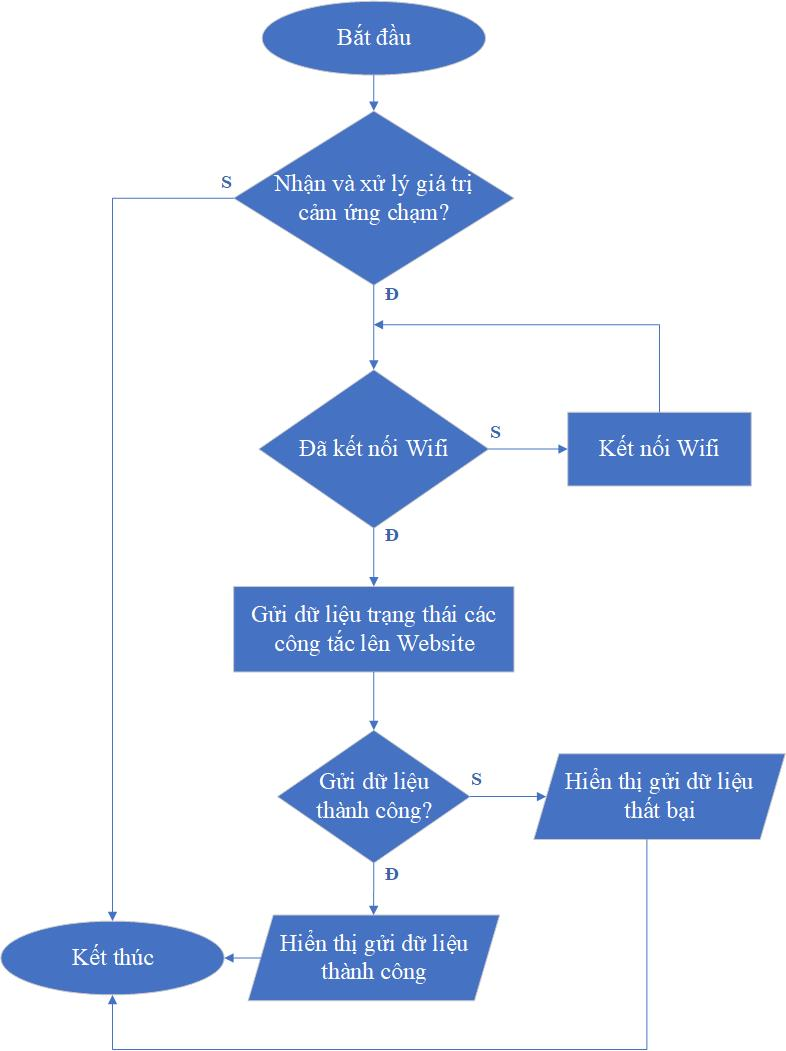 Bắt đầu
S
Nhận và xử lý giá trị
cảm ứng chạm?
Đ
Đã kết nối Wifi
S
Kết nối Wifi
Đ
Gửi dữ liệu trạng thái các
công tắc lên Website
Gửi dữ liệu
thành công?
S
Hiển thị gửi dữ liệu
thất bại
Đ
Hiển thị gửi dữ liệu
thành công
Kết thúc